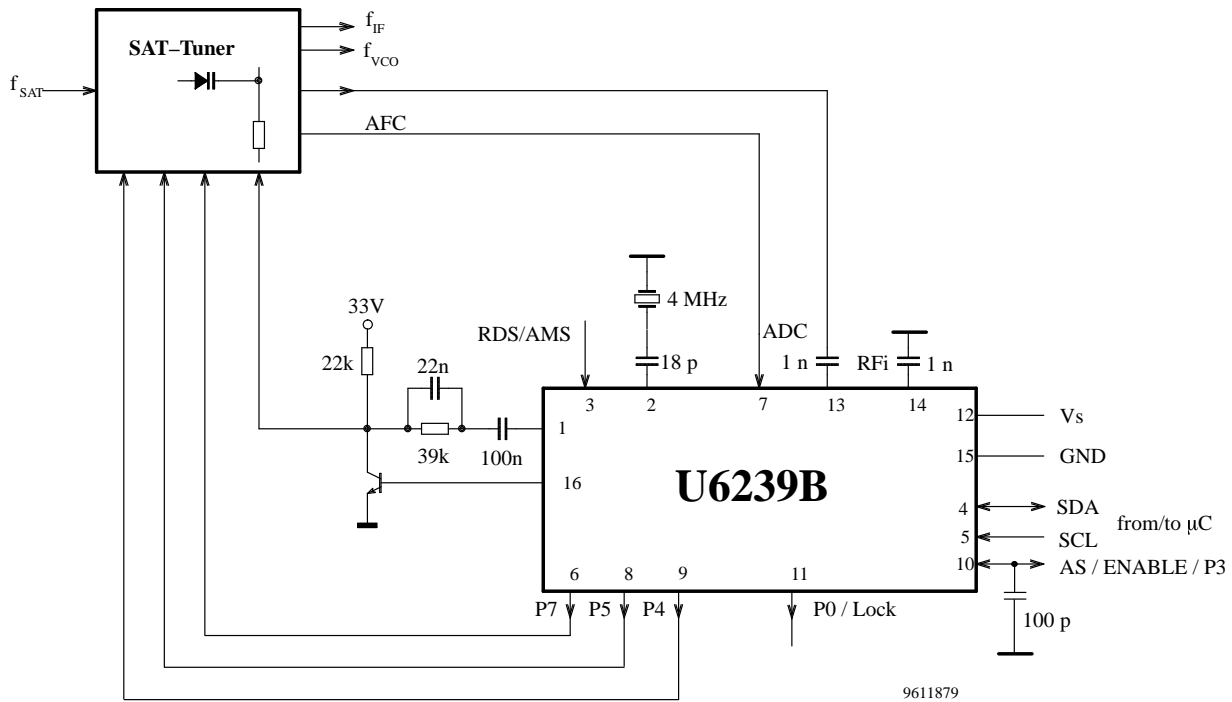 f_IF
SAT–Tuner
f_VCO
f_SAT
AFC
4 MHz
33V
RDS/AMS
ADC
22k
22n
18 p
1 n
RFi
1 n
3
2
7
13
14
12
Vs
1
39k
100n
15
GND
16
U6239B
4
SDA
from/to µC
5
SCL
10
AS / ENABLE / P3
6
8
9
11
P7
P5
P4
P0 / Lock
100 p
9611879